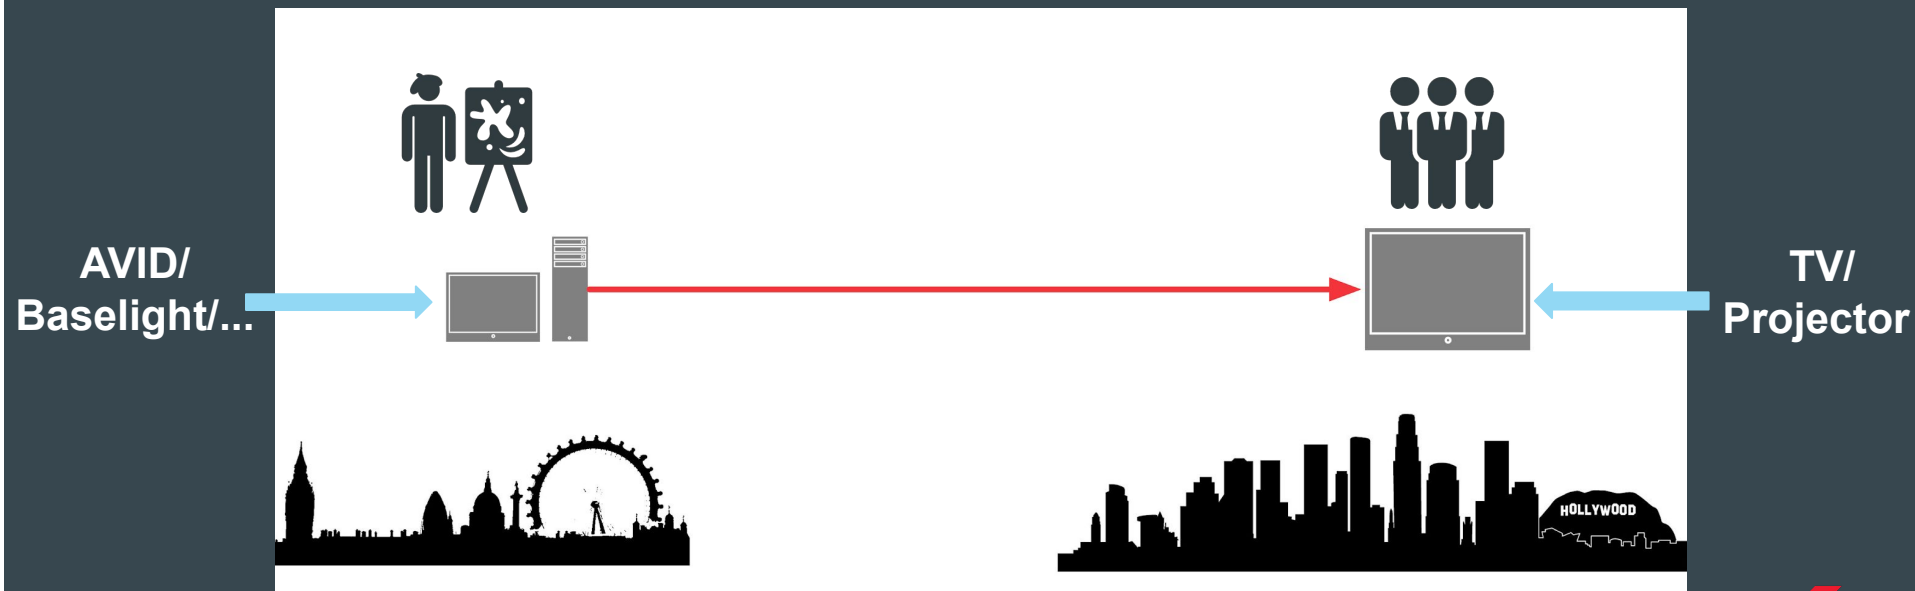 AVID/
Baselight/...
TV/
Projector
HOLLYWOOD